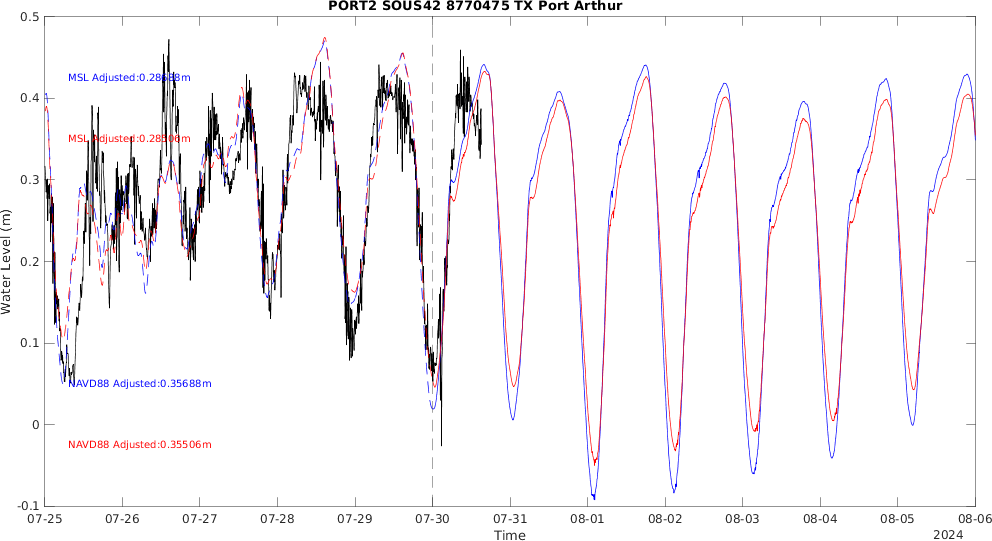 PORT2 SOUS42 8770475 TX Port Arthur
0.5
MSL Adjusted:0.28688m
0.4
MSL Adjusted:0.28506m
0.3
Water Level (m)
0.2
0.1
NAVD88 Adjusted:0.35688m
0
NAVD88 Adjusted:0.35506m
-0.1
07-25 07-26 07-27 07-28 07-29 07-30 07-31 08-01 08-02 08-03 08-04 08-05 08-06
Time
2024